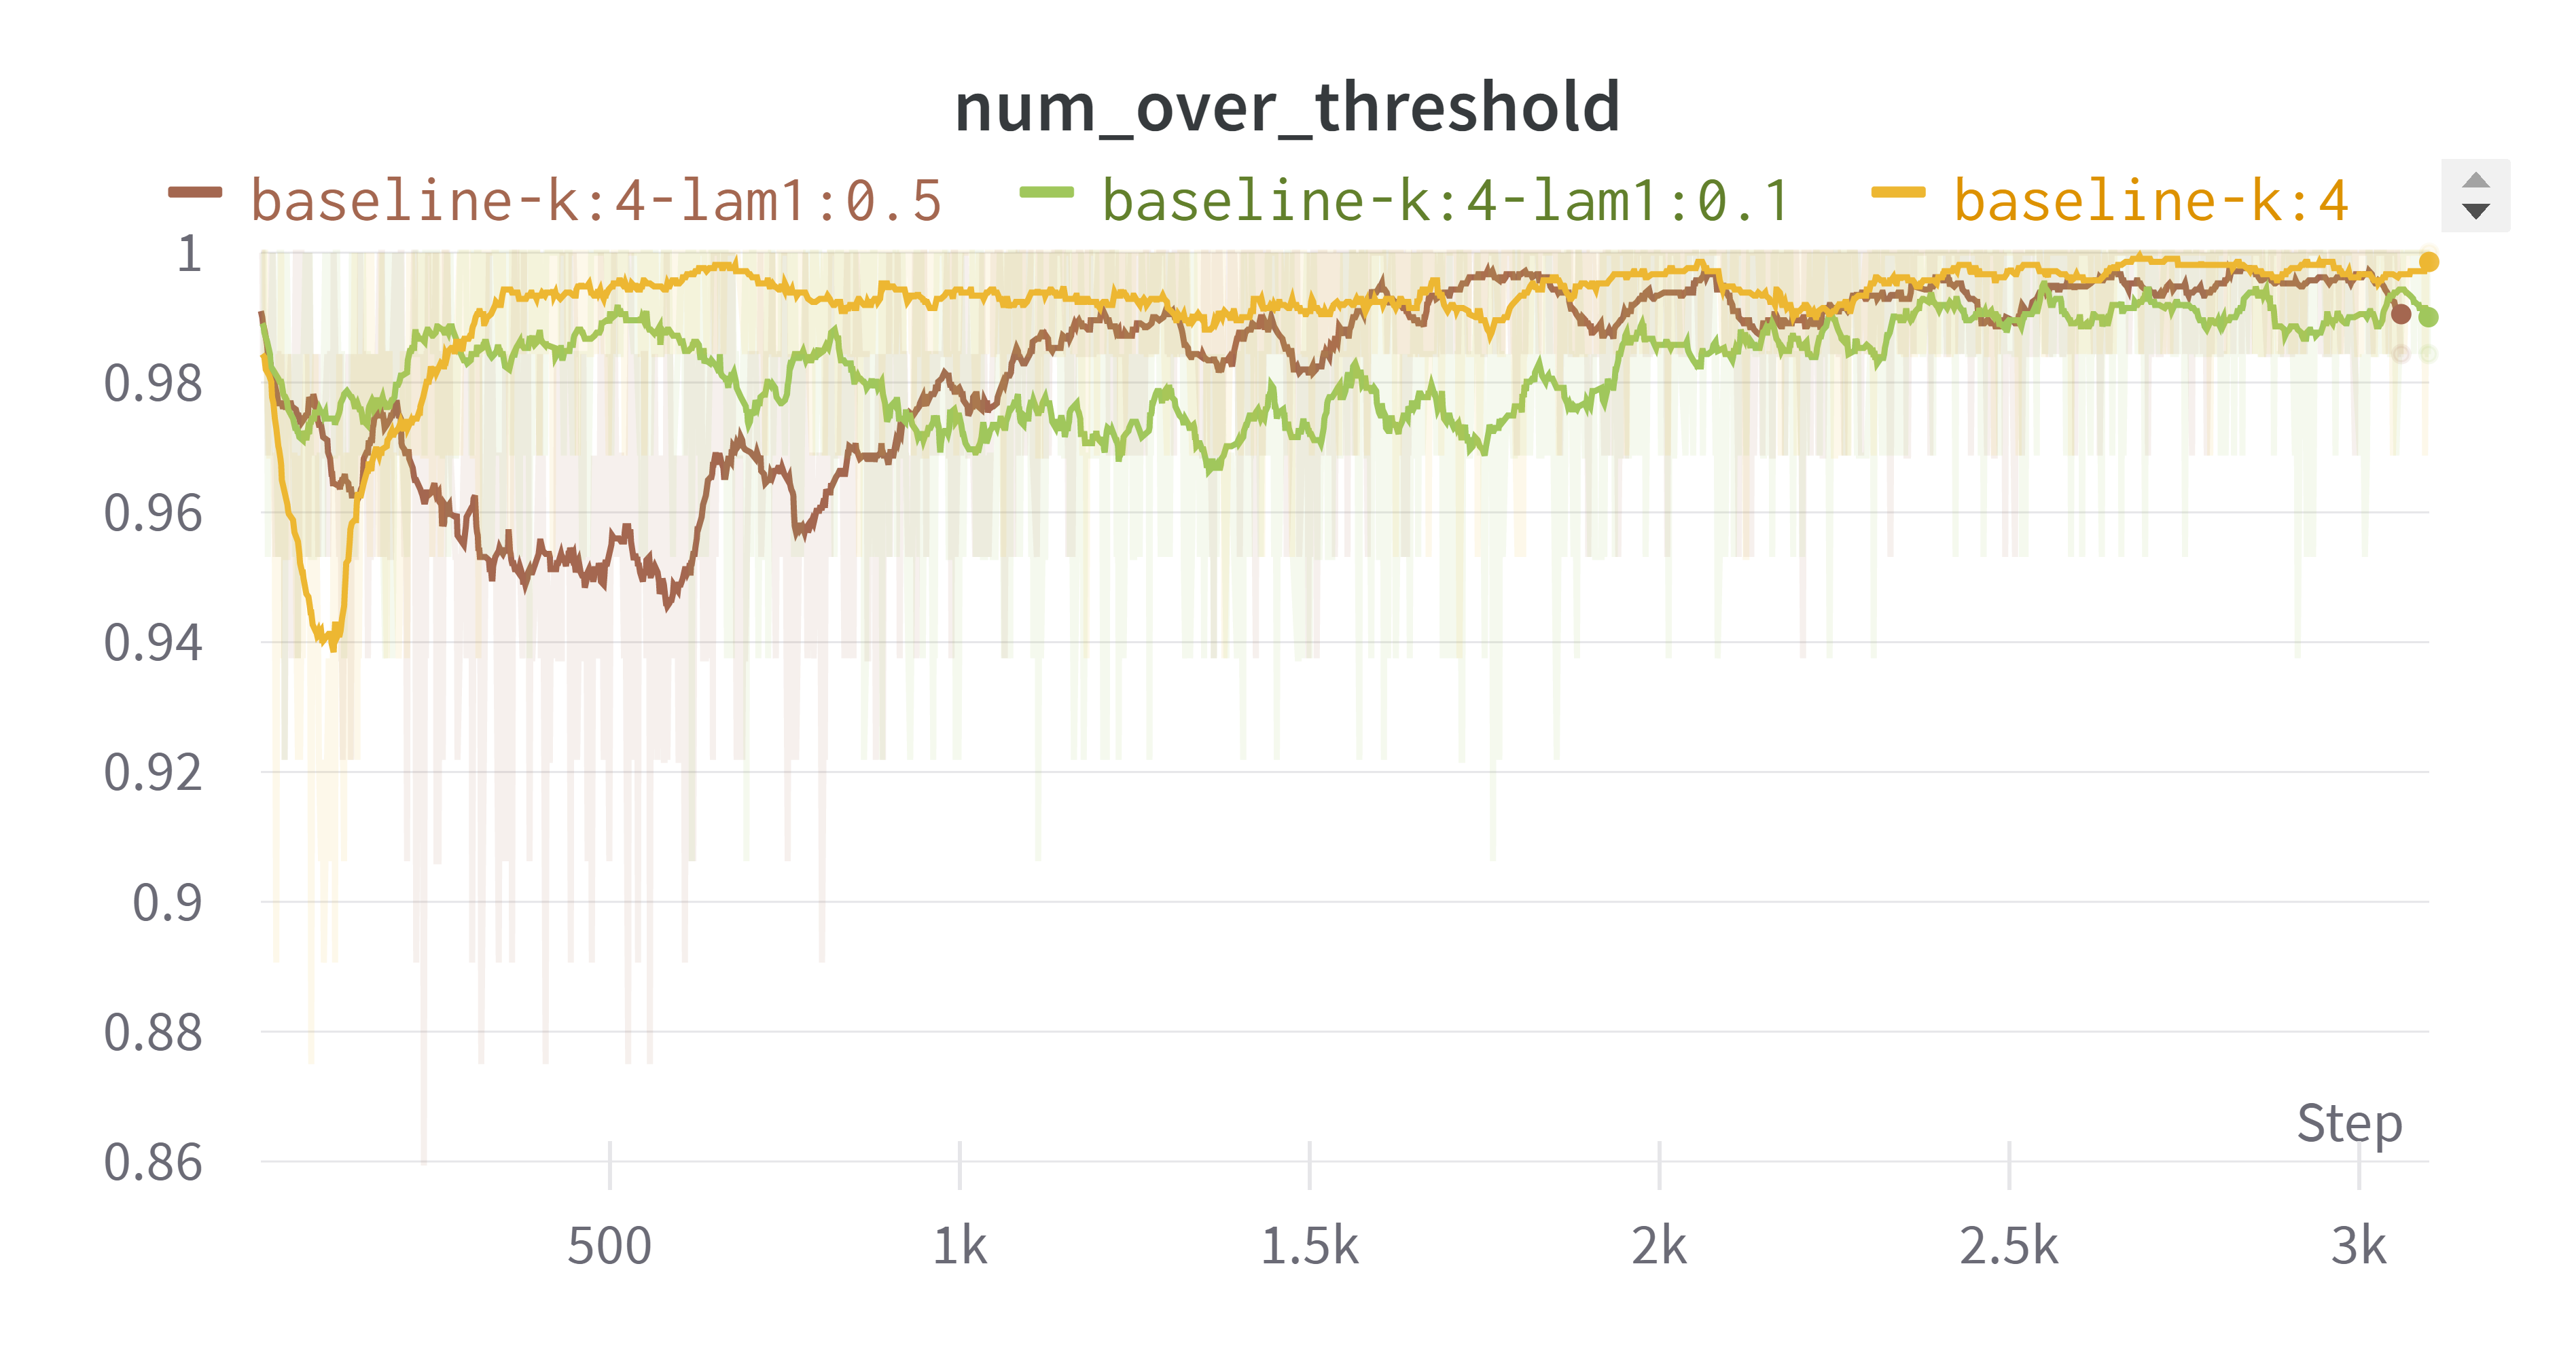 num_over_threshold
baseline-k:4-lam1:0.5 baseline-k:4-lam1:0.1 baseline-k:4
1
0.98
0.96
0.94
0.92
0.9
0.88
Step
0.86
500 1k 1.5k 2k 2.5k 3k